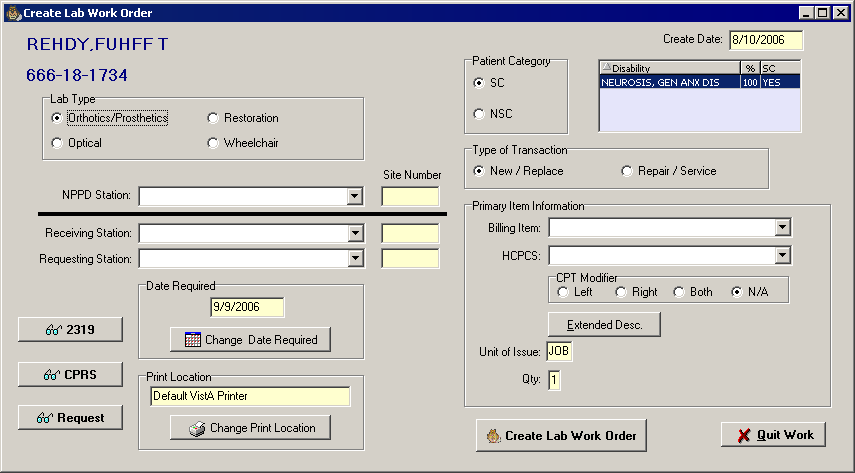 Create Lab Work Order
REHDY,FUHFF T
666-18-1734
Create Date: 8/10/2006
Lab Type
Orthotics/Prosthetics Restoration
Optical Wheelchair
Patient Category
SC
NSC
Disability % SC
NEUROSIS, GEN ANX DIS 100 YES
Type of Transaction
New / Replace Repair / Service
Site Number
NPPD Station:
Receiving Station:
Requesting Station:
Date Required
9/9/2006
Change Date Required
Print Location
Default VistA Printer
Change Print Location
2319
CPRS
Request
Primary Item Information
Billing Item:
HCPCS:
CPT Modifier
Left Right Both N/A
Extended Desc.
Unit of Issue: JOB
Qty: 1
Create Lab Work Order
Quit Work